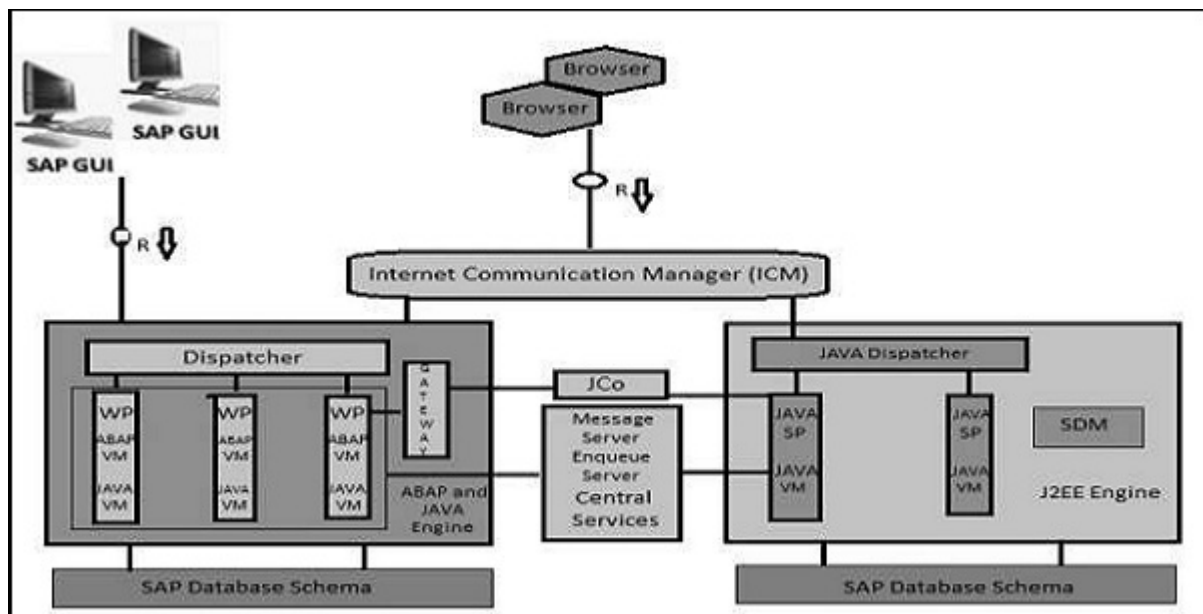 SAP GUI
SAP GUI
Browser
Browser
R
R
Internet Communication Manager (ICM)
Dispatcher
WP
ABAP
VM
JAVA
VM
WP
ABAP
VM
JAVA
VM
WP
ABAP
VM
JAVA
VM
GATEWAY
ABAP and
JAVA
Engine
JCo
Message
Server
Enqueue
Server
Central
Services
JAVA Dispatcher
JAVA
SP
JAVA
VM
JAVA
SP
JAVA
VM
SDM
J2EE Engine
SAP Database Schema
SAP Database Schema